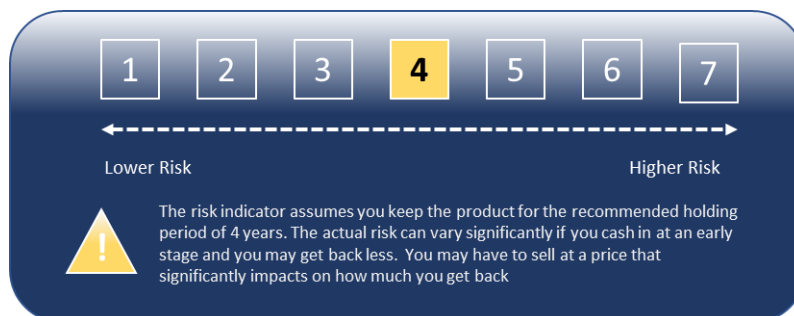 1 2 3 4 5 6 7
Lower Risk Higher Risk
!
The risk indicator assumes you keep the product for the recommended holding
period of 4 years. The actual risk can vary significantly if you cash in at an early
stage and you may get back less. You may have to sell at a price that
significantly impacts on how much you get back